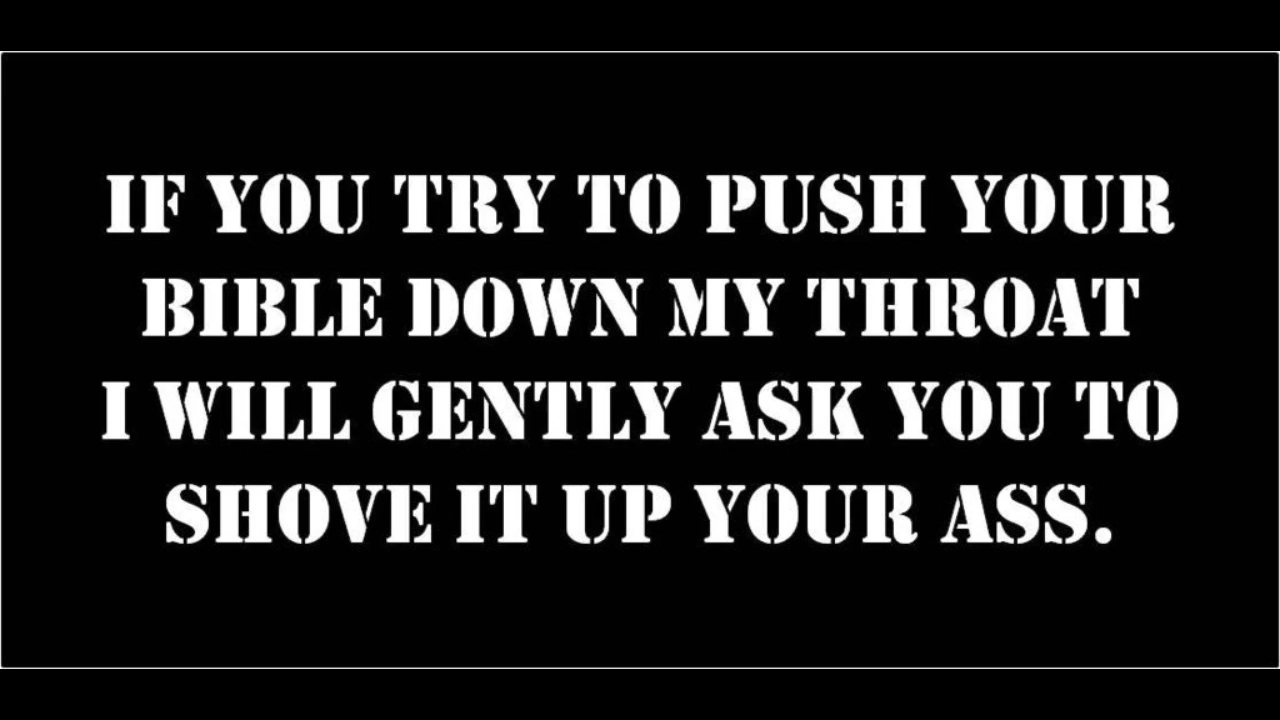 IF YOU TRY TO PUSH YOUR
BIBLE DOWN MY THROAT
I WILL GENTLY ASK YOU TO
SHOVE IT UP YOUR ASS.